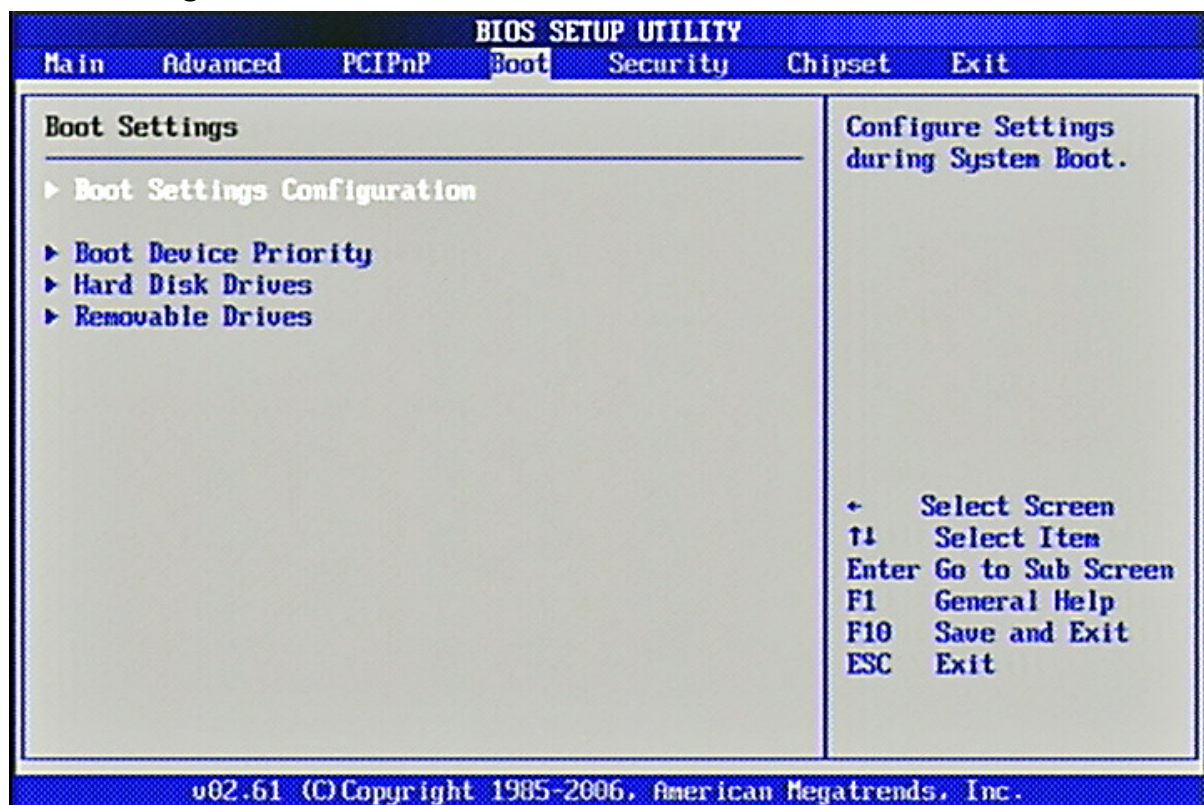 BIOS SETUP UTILITY
Main Advanced PCIPnP Boot Security Chipset Exit
Boot Settings
▶ Boot Settings Configuration
▶ Boot Device Priority
▶ Hard Disk Drives
▶ Removable Drives
Configure Settings
during System Boot.
← Select Screen
↑↓ Select Item
Enter Go to Sub Screen
F1 General Help
F10 Save and Exit
ESC Exit
v02.61 (C)Copyright 1985-2006, American Megatrends, Inc.